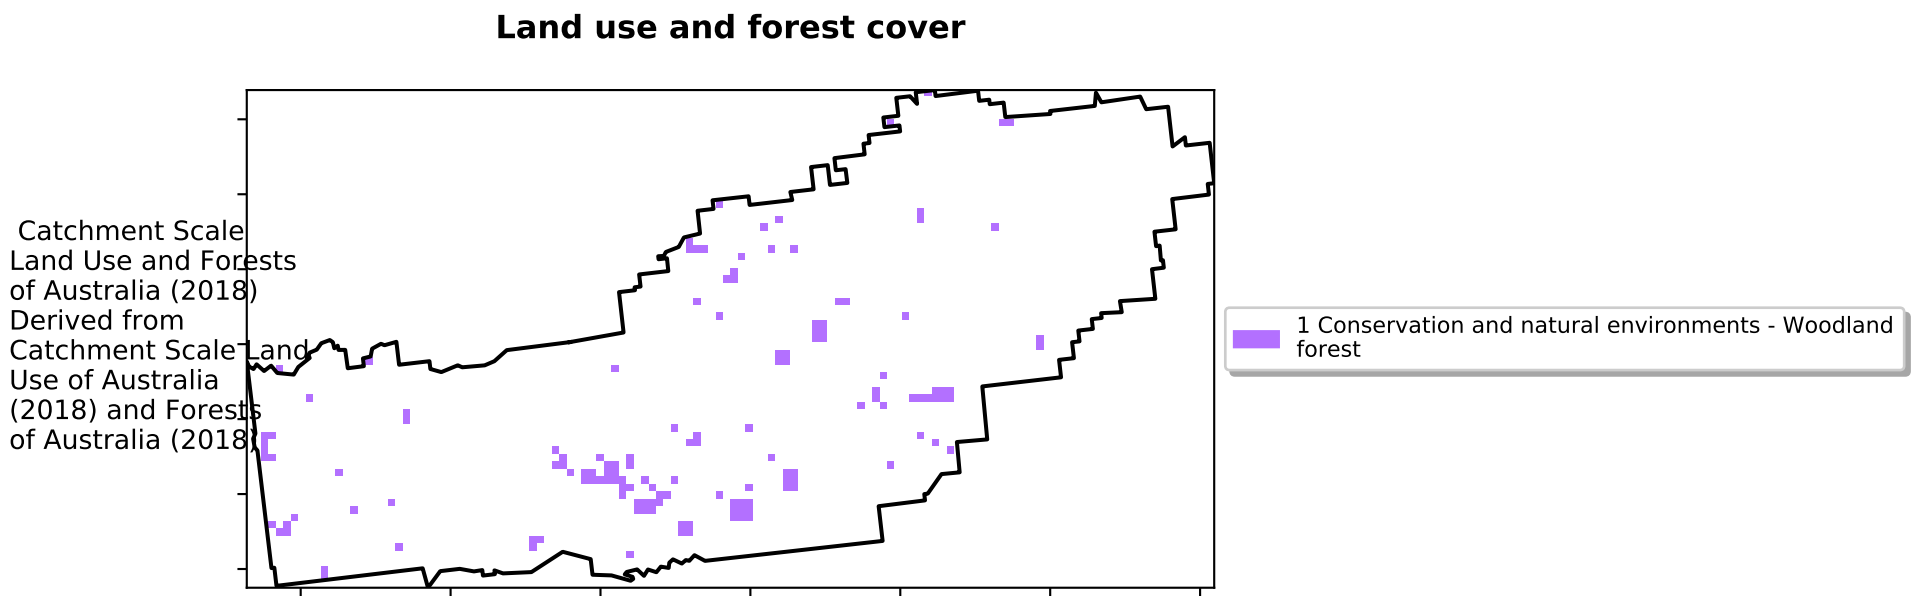 Land use and forest cover
Catchment Scale
Land Use and Forests
of Australia (2018)
Derived from
Catchment Scale Land
Use of Australia
(2018) and Forests
of Australia (2018)
1 Conservation and natural environments - Woodland
forest